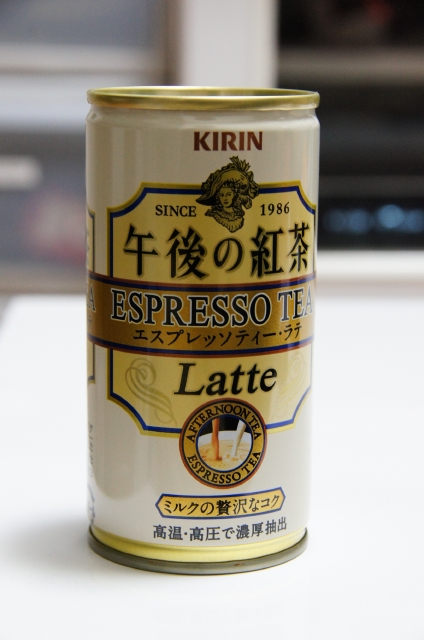 KIRIN
SINCE 1986
午後の紅茶
ESPRESSO TEA
エスプレッソティー・ラテ
Latte
AFTERNOON TEA
ESPRESSO TEA
ミルクの贅沢なコク
高温・高圧で濃厚抽出